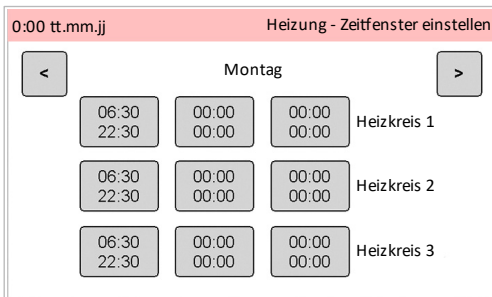 0:00 tt.mm.jj Heizung - Zeitfenster einstellen
< Montag >
06:30 00:00 00:00
22:30 00:00 00:00 Heizkreis 1
06:30 00:00 00:00
22:30 00:00 00:00 Heizkreis 2
06:30 00:00 00:00
22:30 00:00 00:00 Heizkreis 3